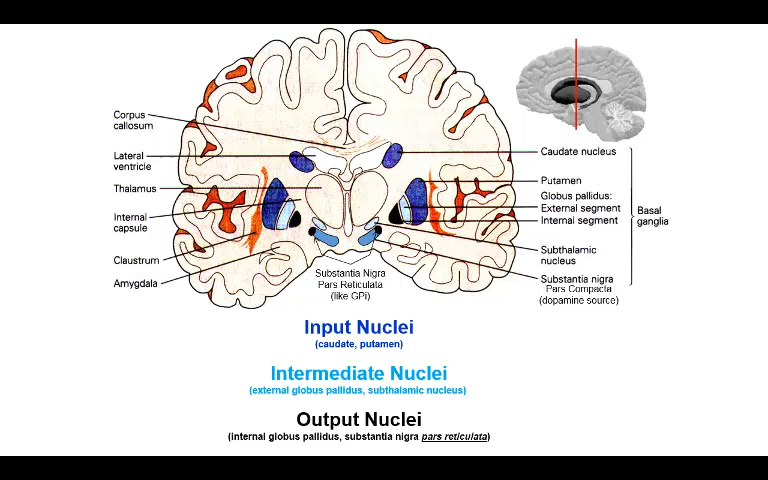 Corpus
callosum
Lateral
ventricle
Thalamus
Internal
capsule
Claustrum
Amygdala
Caudate nucleus
Putamen
Globus pallidus:
External segment
Internal segment
Subthalamic
nucleus
Substantia nigra
Pars Compacta
(dopamine source)
Basal
ganglia
Substantia Nigra
Pars Reticulata
(like GPi)
Input Nuclei
(caudate, putamen)
Intermediate Nuclei
(external globus pallidus, subthalamic nucleus)
Output Nuclei
(internal globus pallidus, substantia nigra pars reticulata)